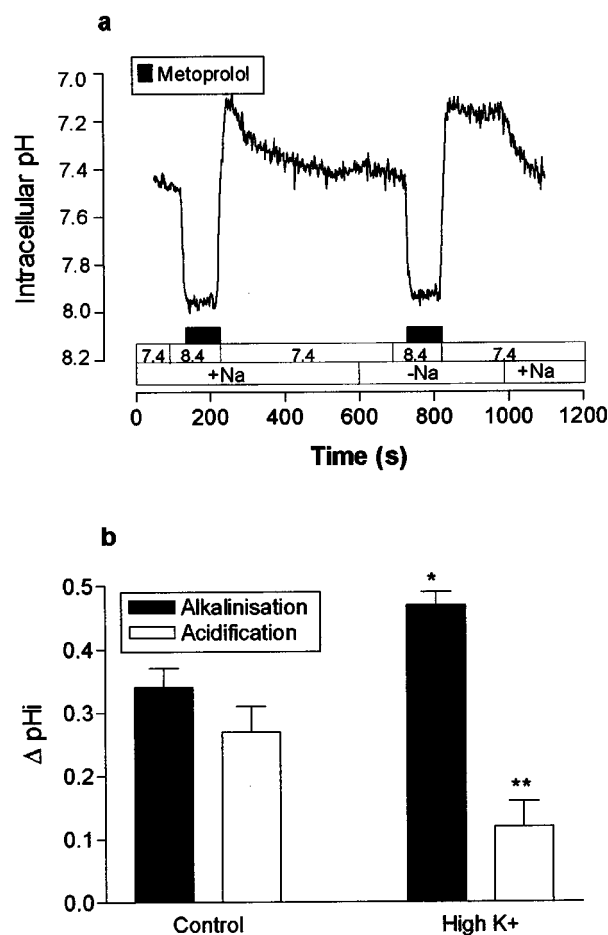 a
Metoprolol
7.0
7.2
7.4
7.6
7.8
8.0
8.2
Intracellular pH
7.4 8.4 7.4 8.4 7.4
+Na -Na +Na
0 200 400 600 800 1000 1200
Time (s)
b
Alkalinisation
Acidification
0.5
0.4
0.3
0.2
0.1
0.0
Δ pHi
*
**
Control High K+